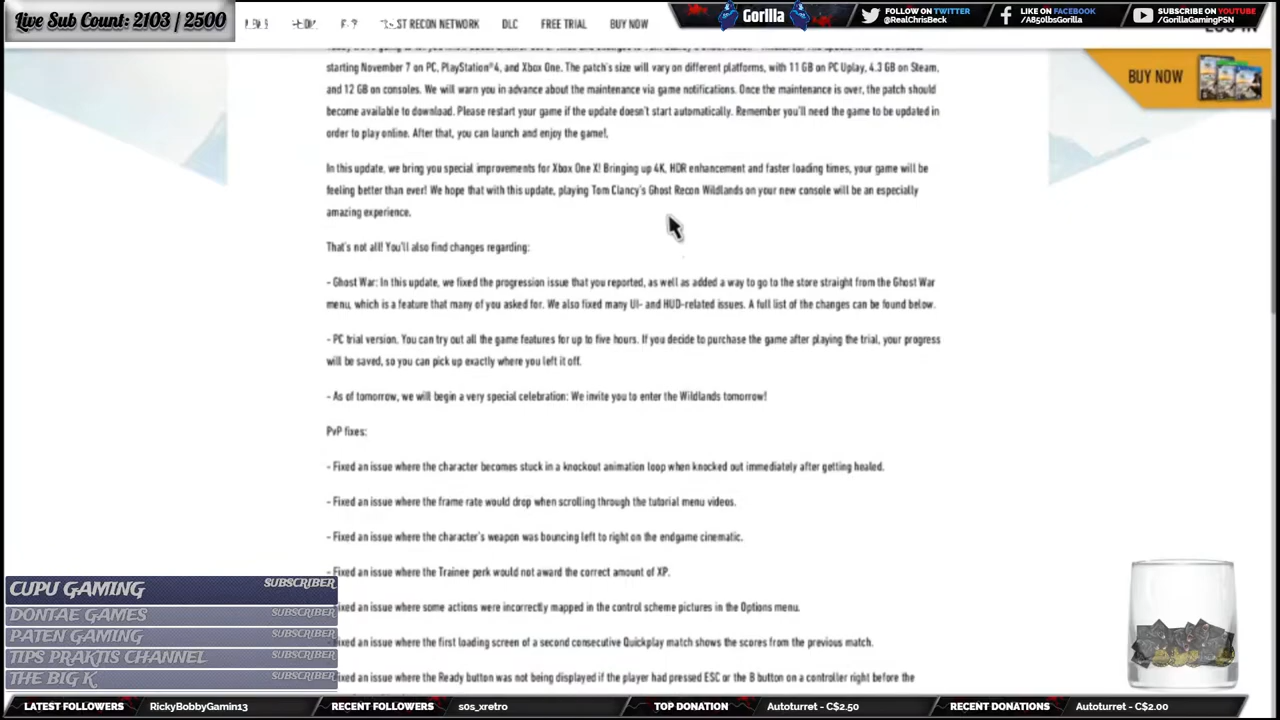 Live Sub Count: 2103 / 2500
ST RECON NETWORK
DLC
FREE TRIAL
BUY NOW
Gorilla
FOLLOW ON TWITTER
@RealChrisBeck
LIKE ON FACEBOOK
/A850lbsGorilla
SUBSCRIBE ON YOUTUBE
/GorillaGamingPSN
BUY NOW
starting November 7 on PC, PlayStation®4, and Xbox One. The patch's size will vary on different platforms, with 11 GB on PC Uplay, 4.3 GB on Steam,
and 12 GB on consoles. We will warn you in advance about the maintenance via game notifications. Once the maintenance is over, the patch should
become available to download. Please restart your game if the update doesn't start automatically. Remember you'll need the game to be updated in
order to play online. After that, you can launch and enjoy the game!,
In this update, we bring you special improvements for Xbox One X! Bringing up 4K, HDR enhancement and faster loading times, your game will be
feeling better than ever! We hope that with this update, playing Tom Clancy's Ghost Recon Wildlands on your new console will be an especially
amazing experience.
That's not all! You'll also find changes regarding:
- Ghost War: In this update, we fixed the progression issue that you reported, as well as added a way to go to the store straight from the Ghost War
menu, which is a feature that many of you asked for. We also fixed many UI- and HUD-related issues. A full list of the changes can be found below.
- PC trial version. You can try out all the game features for up to five hours. If you decide to purchase the game after playing the trial, your progress
will be saved, so you can pick up exactly where you left it off.
- As of tomorrow, we will begin a very special celebration: We invite you to enter the Wildlands tomorrow!
PvP fixes:
- Fixed an issue where the character becomes stuck in a knockout animation loop when knocked out immediately after getting healed.
- Fixed an issue where the frame rate would drop when scrolling through the tutorial menu videos.
- Fixed an issue where the character's weapon was bouncing left to right on the endgame cinematic.
- Fixed an issue where the Trainee perk would not award the correct amount of XP.
ixed an issue where some actions were incorrectly mapped in the control scheme pictures in the Options menu.
ixed an issue where the first loading screen of a second consecutive Quickplay match shows the scores from the previous match.
ixed an issue where the Ready button was not being displayed if the player had pressed ESC or the B button on a controller right before the
CUPU GAMING SUBSCRIBER
DONTAE GAMES SUBSCRIBER
PATEN GAMING SUBSCRIBER
TIPS PRAKTIS CHANNEL SUBSCRIBER
THE BIG K SUBSCRIBER
LATEST FOLLOWERS RickyBobbyGamin13 RECENT FOLLOWERS s0s_xretro TOP DONATION Autoturret - C$2.50 RECENT DONATIONS Autoturret - C$2.00